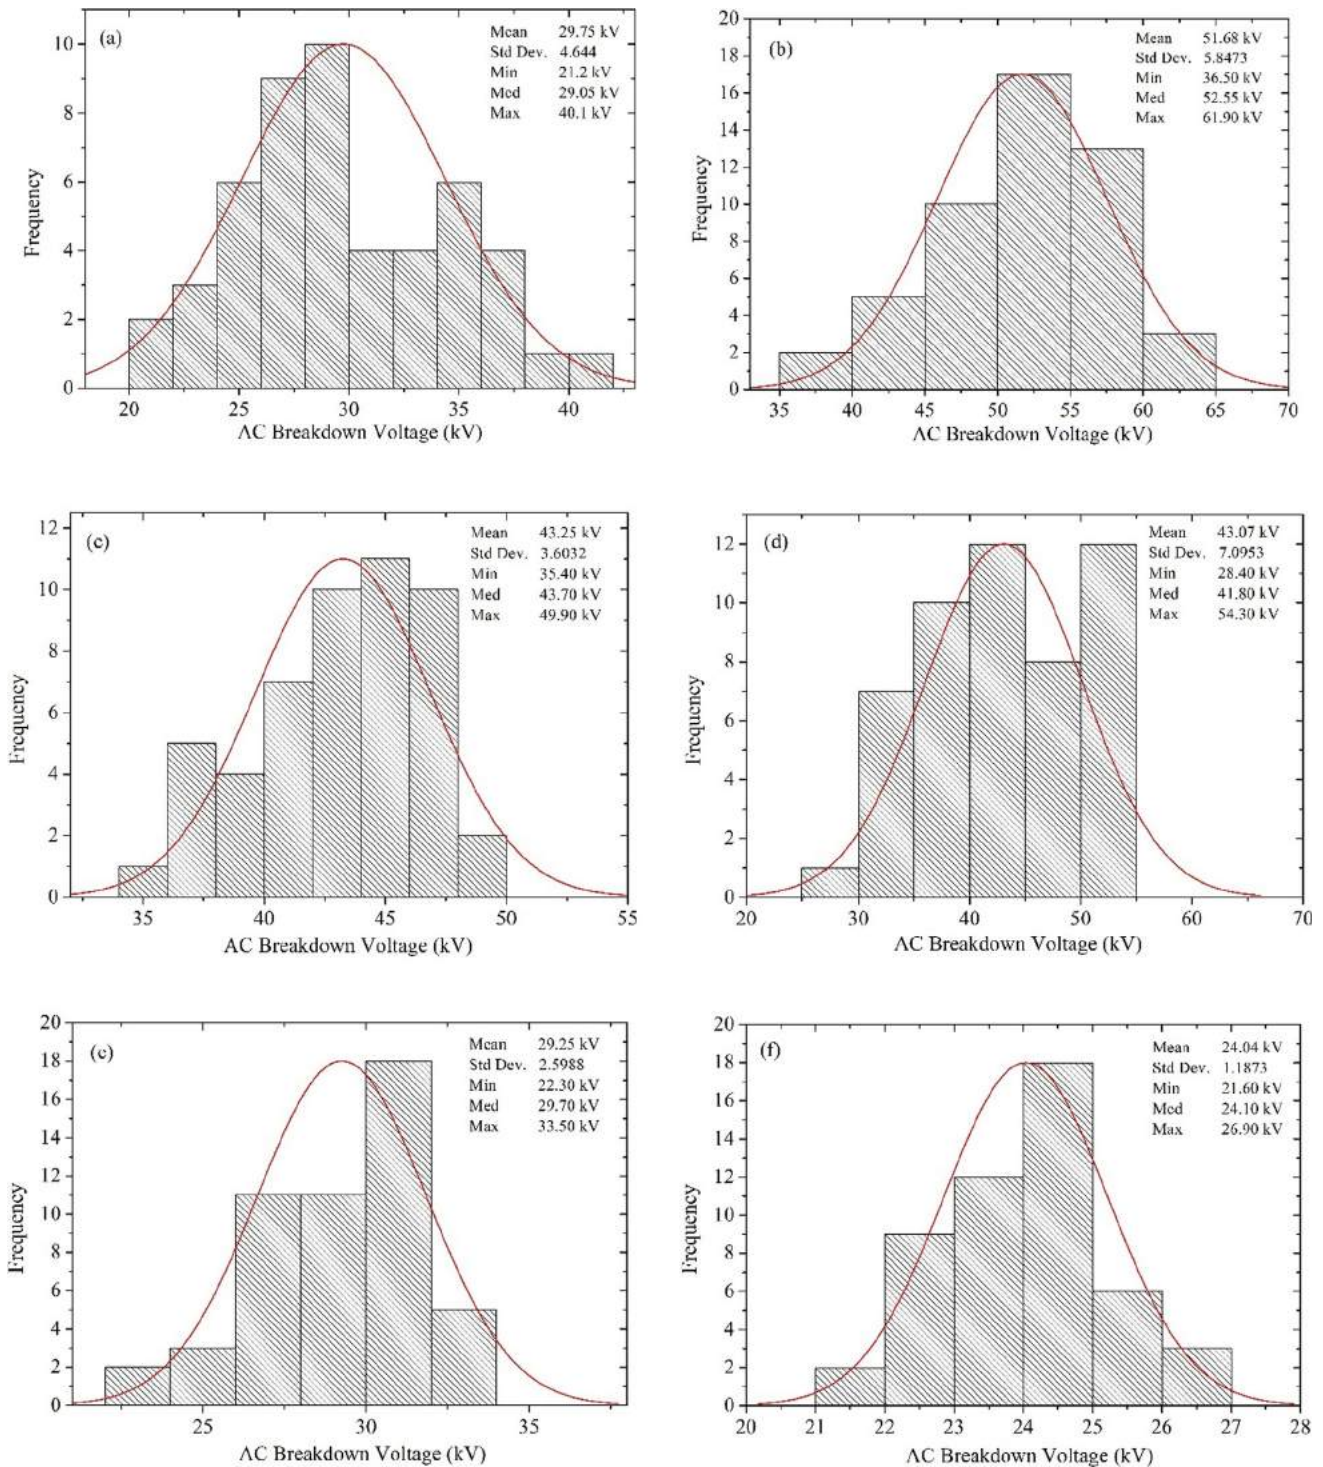 (a)
Mean 29.75 kV
Std Dev. 4.644
Min 21.2 kV
Med 29.05 kV
Max 40.1 kV
10
8
6
4
2
0
Frequency
20 25 30 35 40
AC Breakdown Voltage (kV)
(b)
Mean 51.68 kV
Std Dev. 5.8473
Min 36.50 kV
Med 52.55 kV
Max 61.90 kV
20
18
16
14
12
10
8
6
4
2
0
Frequency
35 40 45 50 55 60 65 70
AC Breakdown Voltage (kV)
(c)
Mean 43.25 kV
Std Dev. 3.6032
Min 35.40 kV
Med 43.70 kV
Max 49.90 kV
12
10
8
6
4
2
0
Frequency
35 40 45 50 55
AC Breakdown Voltage (kV)
(d)
Mean 43.07 kV
Std Dev. 7.0953
Min 28.40 kV
Med 41.80 kV
Max 54.30 kV
12
10
8
6
4
2
0
Frequency
20 30 40 50 60 70
AC Breakdown Voltage (kV)
(e)
Mean 29.25 kV
Std Dev. 2.5988
Min 22.30 kV
Med 29.70 kV
Max 33.50 kV
20
18
16
14
12
10
8
6
4
2
0
Frequency
25 30 35
AC Breakdown Voltage (kV)
(f)
Mean 24.04 kV
Std Dev. 1.1873
Min 21.60 kV
Med 24.10 kV
Max 26.90 kV
20
18
16
14
12
10
8
6
4
2
0
Frequency
20 21 22 23 24 25 26 27 28
AC Breakdown Voltage (kV)